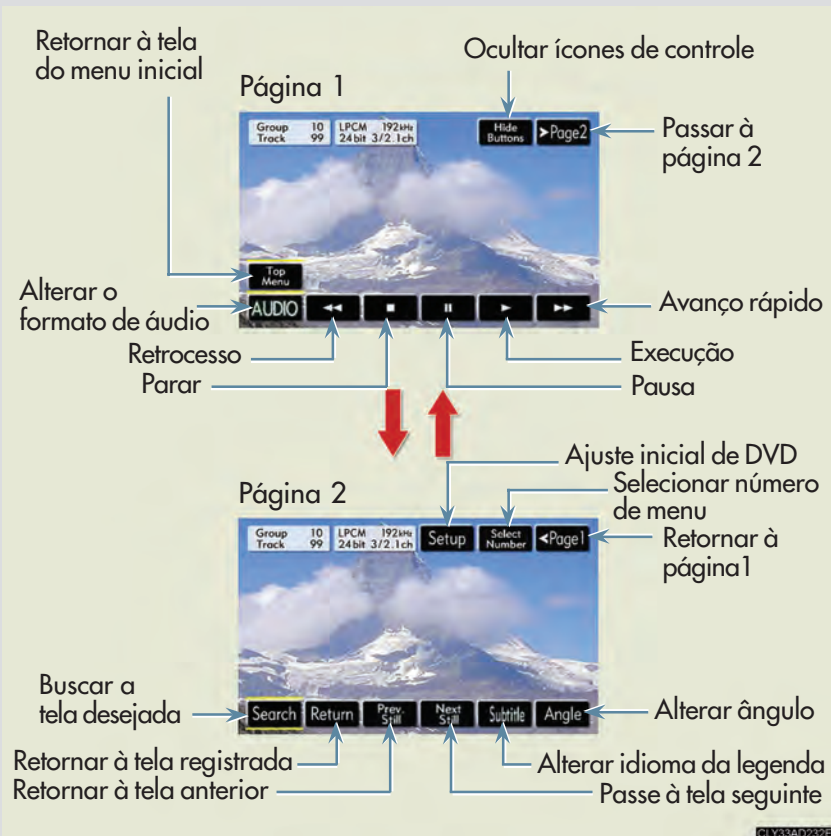 Retornar à tela
do menu inicial
Ocultar ícones de controle
Página 1
Group 10
Track 99
LPCM 192kHz
24bit 3/2.1ch
Hide
Buttons
>Page2
Passar à
página 2
Top
Menu
Alterar o
formato de áudio
AUDIO
Avanço rápido
Retrocesso
Execução
Parar
Pausa
Ajuste inicial de DVD
Selecionar número
de menu
Página 2
Group 10
Track 99
LPCM 192kHz
24bit 3/2.1ch
Setup
Select
Number
<Page1
Retornar à
página1
Buscar a
tela desejada
Search
Return
Prev.
Still
Next
Still
Subtitle
Angle
Alterar ângulo
Retornar à tela registrada
Alterar idioma da legenda
Retornar à tela anterior
Passe à tela seguinte